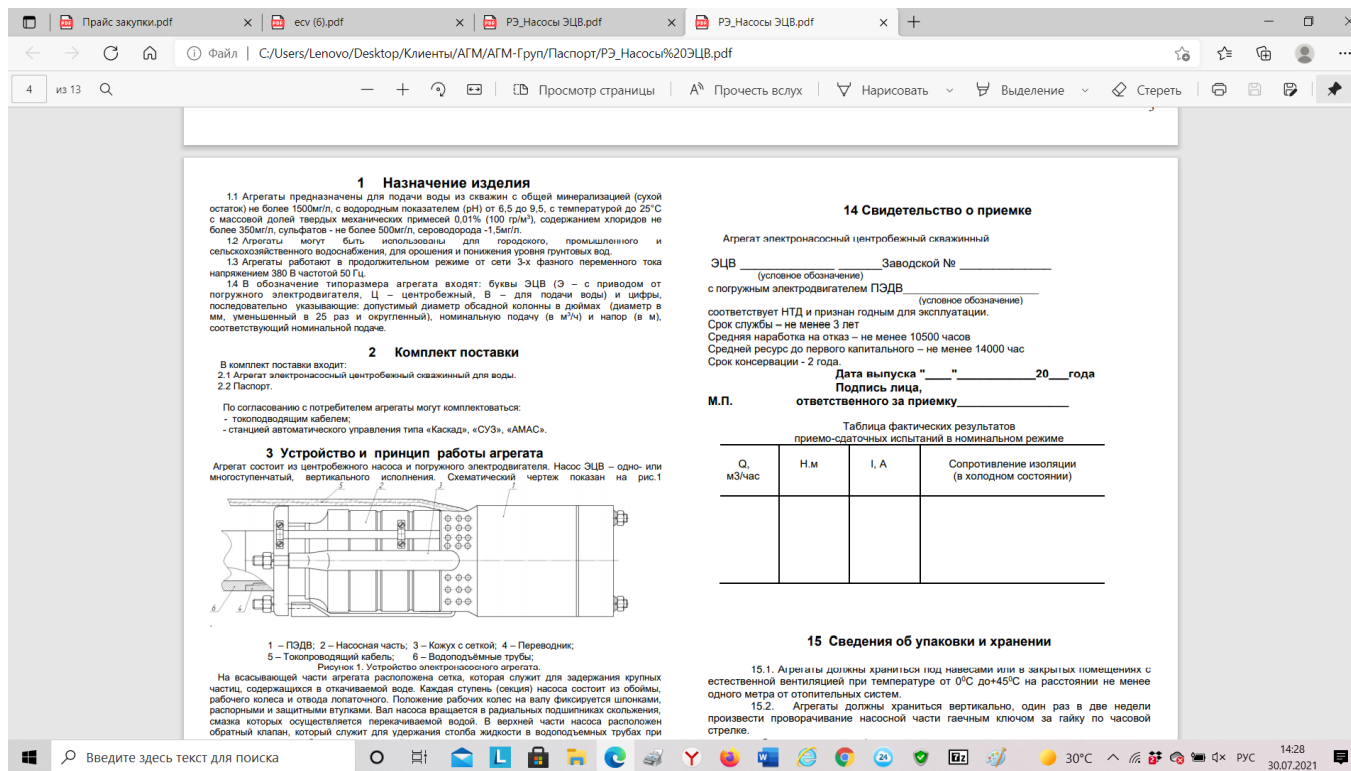 Прайс закупки.pdf
ecv (6).pdf
РЭ_Насосы ЭЦВ.pdf
РЭ_Насосы ЭЦВ.pdf
Файл
C:/Users/Lenovo/Desktop/Клиенты/АГМ/АГМ-Груп/Паспорт/РЭ_Насосы%20ЭЦВ.pdf
4 из 13
Просмотр страницы
Прочесть вслух
Нарисовать
Выделение
Стереть
1 Назначение изделия
1.1 Агрегаты предназначены для подачи воды из скважин с общей минерализацией (сухой
остаток) не более 1500мг/л, с водородным показателем (pH) от 6,5 до 9,5, с температурой до 25°С
с массовой долей твердых механических примесей 0,01% (100 гр/м³), содержанием хлоридов не
более 350мг/л, сульфатов - не более 500мг/л, сероводорода -1,5мг/л.
1.2 Агрегаты могут быть использованы для городского, промышленного и
сельскохозяйственного водоснабжения, для орошения и понижения уровня грунтовых вод.
1.3 Агрегаты работают в продолжительном режиме от сети 3-х фазного переменного тока
напряжением 380 В частотой 50 Гц.
1.4 В обозначение типоразмера агрегата входят: буквы ЭЦВ (Э – с приводом от
погружного электродвигателя, Ц – центробежный, В – для подачи воды) и цифры,
последовательно указывающие: допустимый диаметр обсадной колонны в дюймах (диаметр в
мм, уменьшенный в 25 раз и округленный), номинальную подачу (в м³/ч) и напор (в м),
соответствующий номинальной подаче.
2 Комплект поставки
В комплект поставки входит:
2.1 Агрегат электронасосный центробежный скважинный для воды.
2.2 Паспорт.
По согласованию с потребителем агрегаты могут комплектоваться:
- токоподводящим кабелем;
- станцией автоматического управления типа «Каскад», «СУЗ», «АМАС».
3 Устройство и принцип работы агрегата
Агрегат состоит из центробежного насоса и погружного электродвигателя. Насос ЭЦВ – одно- или
многоступенчатый, вертикального исполнения. Схематический чертеж показан на рис.1
5 2 3 1
6 4
1 – ПЭДВ; 2 – Насосная часть; 3 – Кожух с сеткой; 4 – Переводник;
5 – Токопроводящий кабель; 6 – Водоподъёмные трубы;
Рисунок 1. Устройство электронасосного агрегата.
На всасывающей части агрегата расположена сетка, которая служит для задержания крупных
частиц, содержащихся в откачиваемой воде. Каждая ступень (секция) насоса состоит из обоймы,
рабочего колеса и отвода лопаточного. Положение рабочих колес на валу фиксируется шпонками,
распорными и защитными втулками. Вал насоса вращается в радиальных подшипниках скольжения,
смазка которых осуществляется перекачиваемой водой. В верхней части насоса расположен
обратный клапан, который служит для удержания столба жидкости в водоподъемных трубах при
14 Свидетельство о приемке
Агрегат электронасосный центробежный скважинный
ЭЦВ ______________ _______Заводской № ______________
(условное обозначение)
с погружным электродвигателем ПЭДВ_____________________
(условное обозначение)
соответствует НТД и признан годным для эксплуатации.
Срок службы – не менее 3 лет
Средняя наработка на отказ – не менее 10500 часов
Средней ресурс до первого капитального – не менее 14000 час
Срок консервации - 2 года.
Дата выпуска "____"____________20___года
Подпись лица,
М.П. ответственного за приемку_________________
Таблица фактических результатов
приемо-сдаточных испытаний в номинальном режиме
Q, Н.м I, А Сопротивление изоляции
м3/час (в холодном состоянии)
15 Сведения об упаковки и хранении
15.1. Агрегаты должны храниться под навесами или в закрытых помещениях с
естественной вентиляцией при температуре от 0⁰С до+45⁰С на расстоянии не менее
одного метра от отопительных систем.
15.2. Агрегаты должны храниться вертикально, один раз в две недели
произвести проворачивание насосной части гаечным ключом за гайку по часовой
стрелке.
Введите здесь текст для поиска
30°C
РУС
14:28
30.07.2021